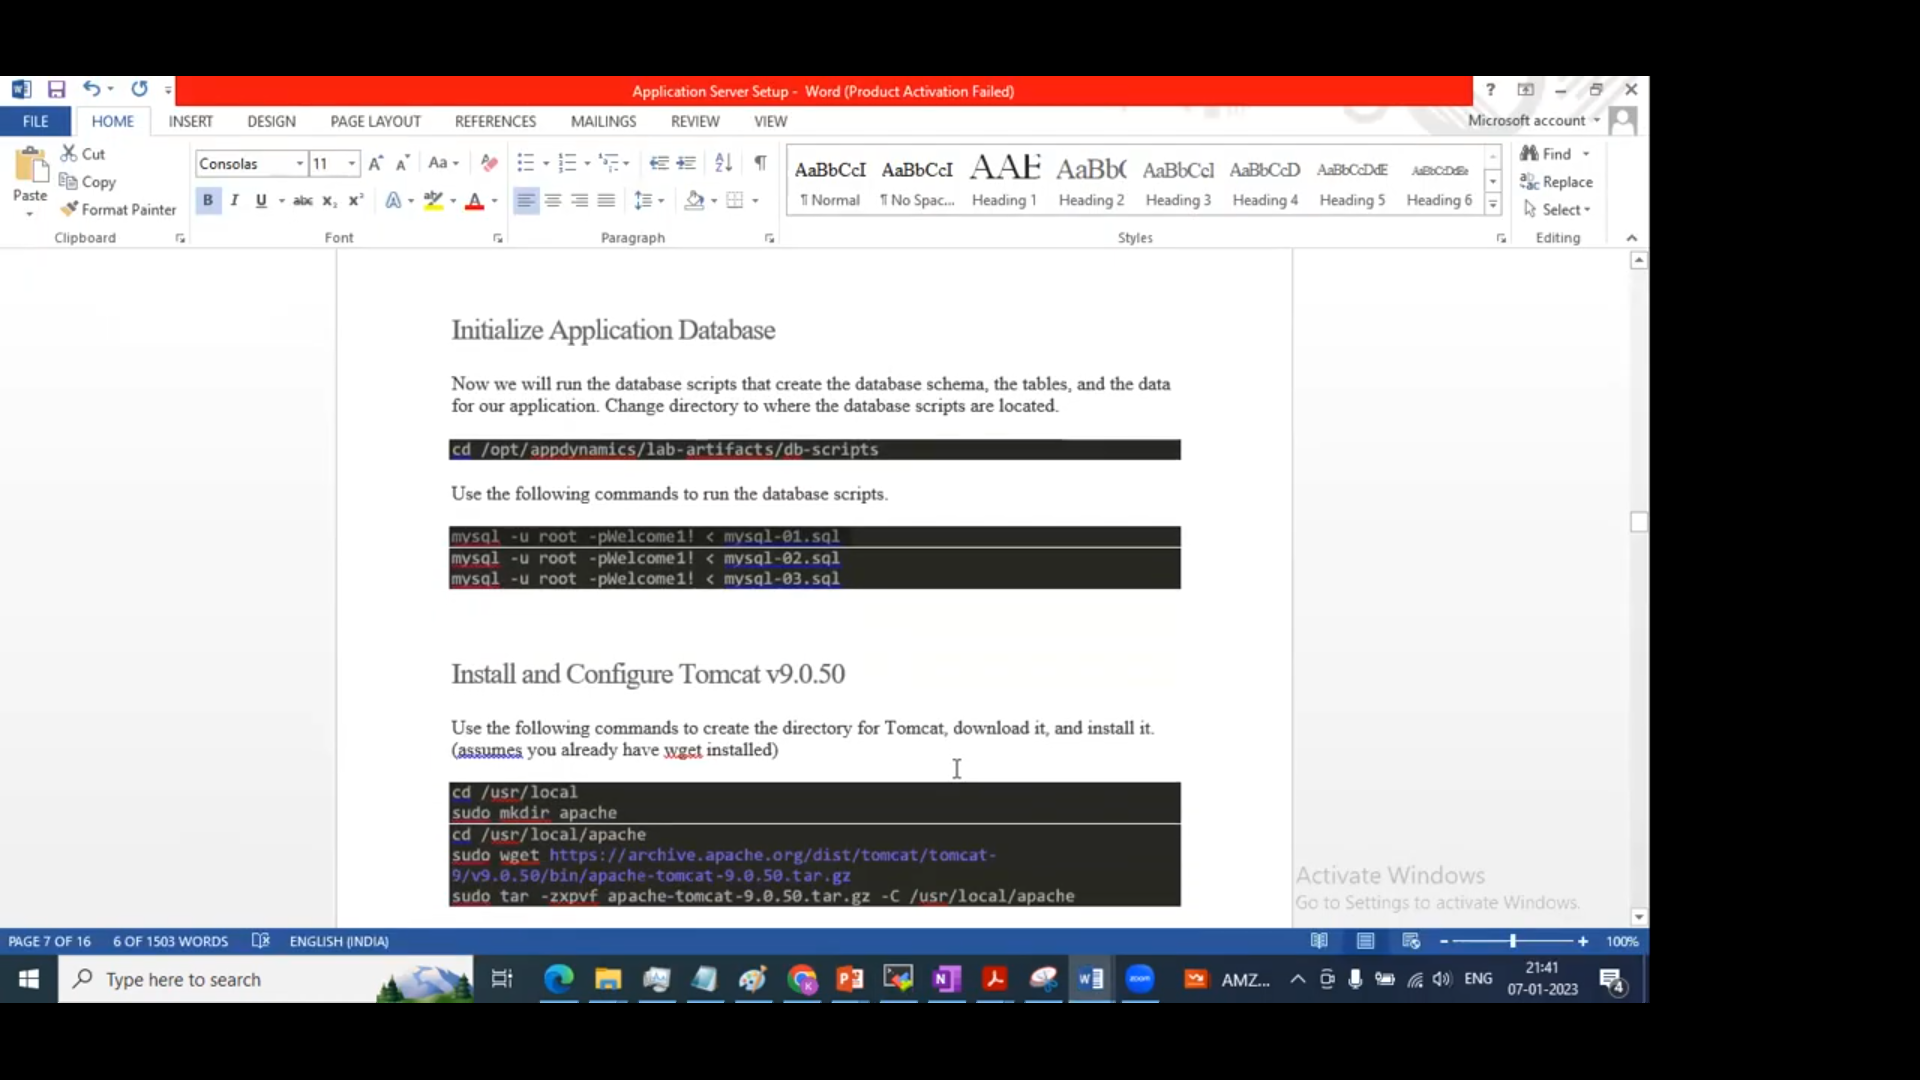 Application Server Setup - Word (Product Activation Failed)
?
FILE HOME INSERT DESIGN PAGE LAYOUT REFERENCES MAILINGS REVIEW VIEW
Microsoft account
Paste
Cut
Copy
Format Painter
Clipboard
Consolas 11
Aa
B I U abc X₂ X²
A A
Font
Paragraph
AaBbCcI AaBbCcI AAE AaBb( AaBbCcl AaBbCcD AaBbCcDdE AaBbCcDdEe
¶ Normal ¶ No Spac... Heading 1 Heading 2 Heading 3 Heading 4 Heading 5 Heading 6
Styles
Find
Replace
Select
Editing
Initialize Application Database
Now we will run the database scripts that create the database schema, the tables, and the data
for our application. Change directory to where the database scripts are located.
cd /opt/appdynamics/lab-artifacts/db-scripts
Use the following commands to run the database scripts.
mysql -u root -pWelcome1! < mysql-01.sql
mysql -u root -pWelcome1! < mysql-02.sql
mysql -u root -pWelcome1! < mysql-03.sql
Install and Configure Tomcat v9.0.50
Use the following commands to create the directory for Tomcat, download it, and install it.
(assumes you already have wget installed)
cd /usr/local
sudo mkdir apache
cd /usr/local/apache
sudo wget https://archive.apache.org/dist/tomcat/tomcat-
9/v9.0.50/bin/apache-tomcat-9.0.50.tar.gz
sudo tar -zxpvf apache-tomcat-9.0.50.tar.gz -C /usr/local/apache
Activate Windows
Go to Settings to activate Windows.
PAGE 7 OF 16 6 OF 1503 WORDS ENGLISH (INDIA)
100%
Type here to search
zoom
AMZ...
ENG
21:41
07-01-2023
4